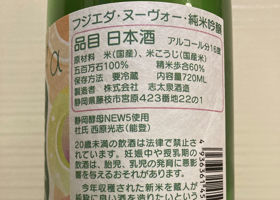 フジエダ・ヌーヴォー・純米吟醸
品目 日本酒 アルコール分16度
原材料 米(国産)、米こうじ(国産米)
五百万石100% 精米歩合60%
保存方法 要冷蔵 内容量720ML
製造者 株式会社 志太泉酒造
静岡県藤枝市宮原423番地22の1
静岡酵母NEW5使用
杜氏 西原光志(能登)
20歳未満の飲酒は法律で禁止さ
れています。妊娠中や授乳期の
飲酒は、胎児、乳児の発育に悪影
響を与えるおそれがあります。
今年収穫された新米を蔵人が